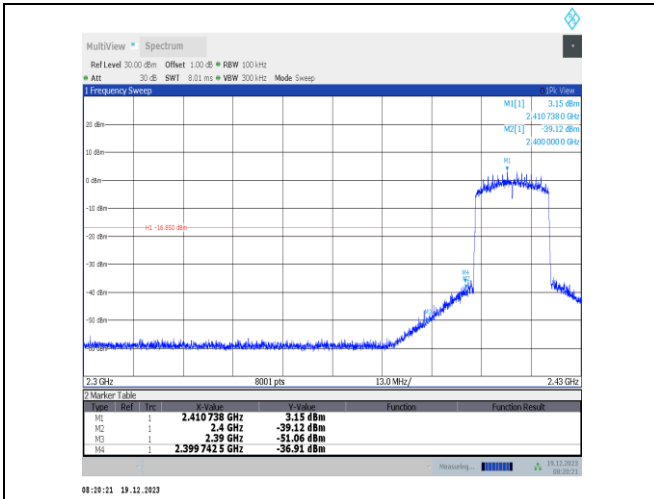 MultiView Spectrum
Ref Level 30.00 dBm Offset 1.00 dB RBW 100 kHz
Att 30 dB SWT 8.01 ms VBW 300 kHz Mode Sweep
1 Frequency Sweep 1Pk View
M1[1] 3.15 dBm
2.410 738 0 GHz
M2[1] -39.12 dBm
2.400 000 0 GHz
20 dBm
10 dBm
M1
0 dBm
-10 dBm
H1 -16.850 dBm
-20 dBm
-30 dBm
M4
-40 dBm
-50 dBm
2.3 GHz 8001 pts 13.0 MHz/ 2.43 GHz
2 Marker Table
Type Ref Trc X-Value Y-Value Function Function Result
M1 1 2.410 738 GHz 3.15 dBm
M2 1 2.4 GHz -39.12 dBm
M3 1 2.39 GHz -51.06 dBm
M4 1 2.399 742 5 GHz -36.91 dBm
Measuring... 19.12.2023
08:20:21
08:20:21 19.12.2023